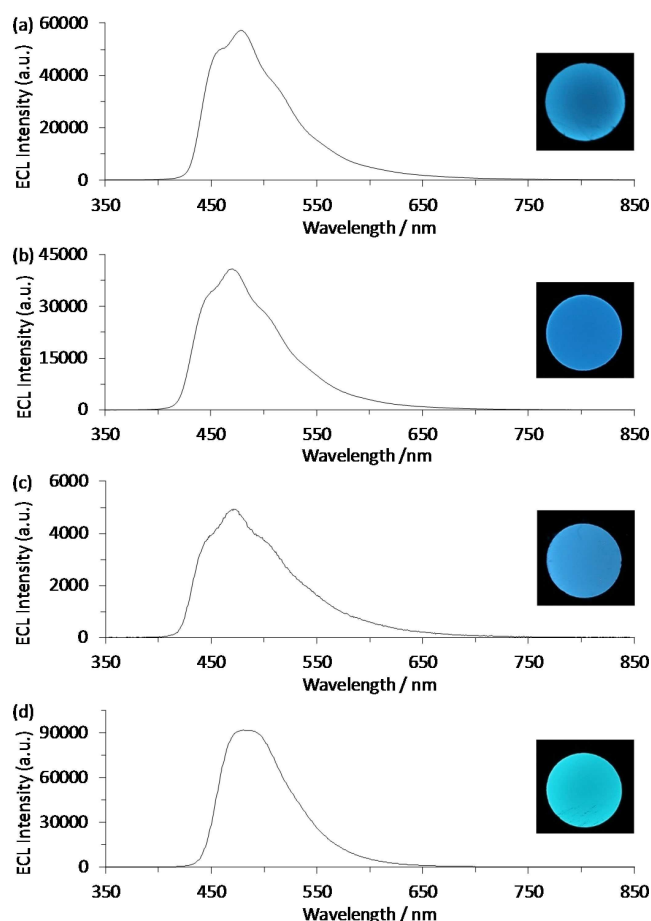 (a)
60000
40000
20000
0
ECL Intensity (a.u.)
350 450 550 650 750 850
Wavelength / nm
(b)
45000
30000
15000
0
ECL Intensity (a.u.)
350 450 550 650 750 850
Wavelength /nm
(c)
6000
4000
2000
0
ECL Intensity (a.u.)
350 450 550 650 750 850
Wavelength / nm
(d)
90000
60000
30000
0
ECL Intensity (a.u.)
350 450 550 650 750 850
Wavelength / nm